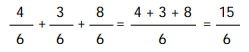 4/6 + 3/6 + 8/6 = (4 + 3 + 8)/6 = 15/6